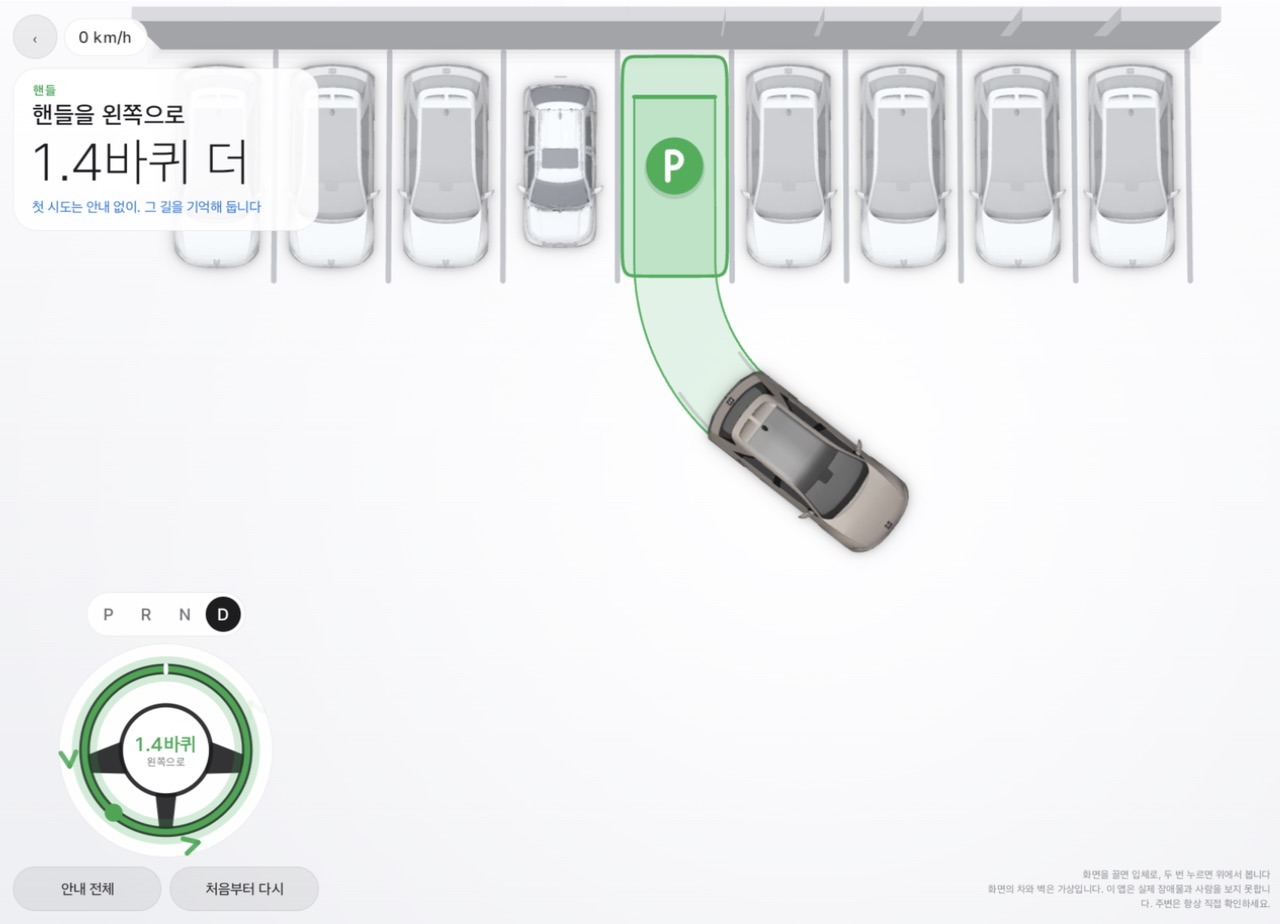 ‹
0 km/h
핸들
핸들을 왼쪽으로
1.4바퀴 더
첫 시도는 안내 없이. 그 길을 기억해 둡니다
P
P R N D
1.4바퀴
왼쪽으로
안내 전체
처음부터 다시
화면을 끌면 입체로, 두 번 누르면 위에서 봅니다
화면의 차와 벽은 가상입니다. 이 앱은 실제 장애물과 사람을 보지 못합니
다. 주변은 항상 직접 확인하세요.